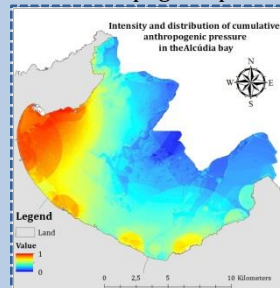 Intensity and distribution of cumulative
anthropogenic pressure
in theAlcúdia bay
N
W E
S
Legend
Land
Value
1
0
0 2,5 5 10 Kilometers